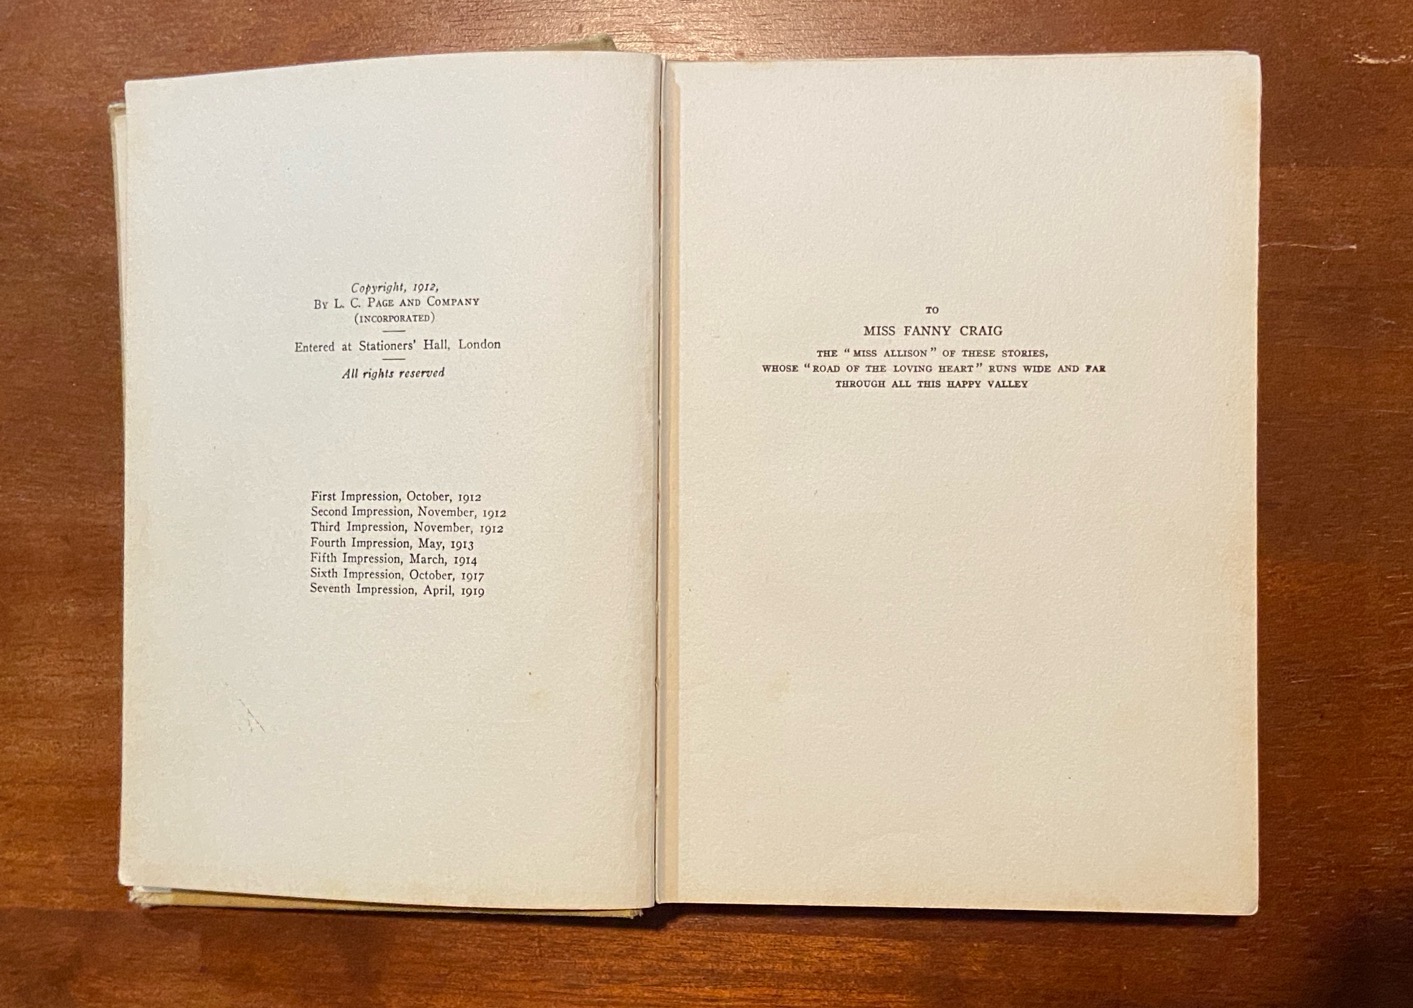 Copyright, 1912,
By L. C. Page and Company
(INCORPORATED)
Entered at Stationers' Hall, London
All rights reserved
First Impression, October, 1912
Second Impression, November, 1912
Third Impression, November, 1912
Fourth Impression, May, 1913
Fifth Impression, March, 1914
Sixth Impression, October, 1917
Seventh Impression, April, 1919
TO
MISS FANNY CRAIG
THE "MISS ALLISON" OF THESE STORIES,
WHOSE "ROAD OF THE LOVING HEART" RUNS WIDE AND FAR
THROUGH ALL THIS HAPPY VALLEY